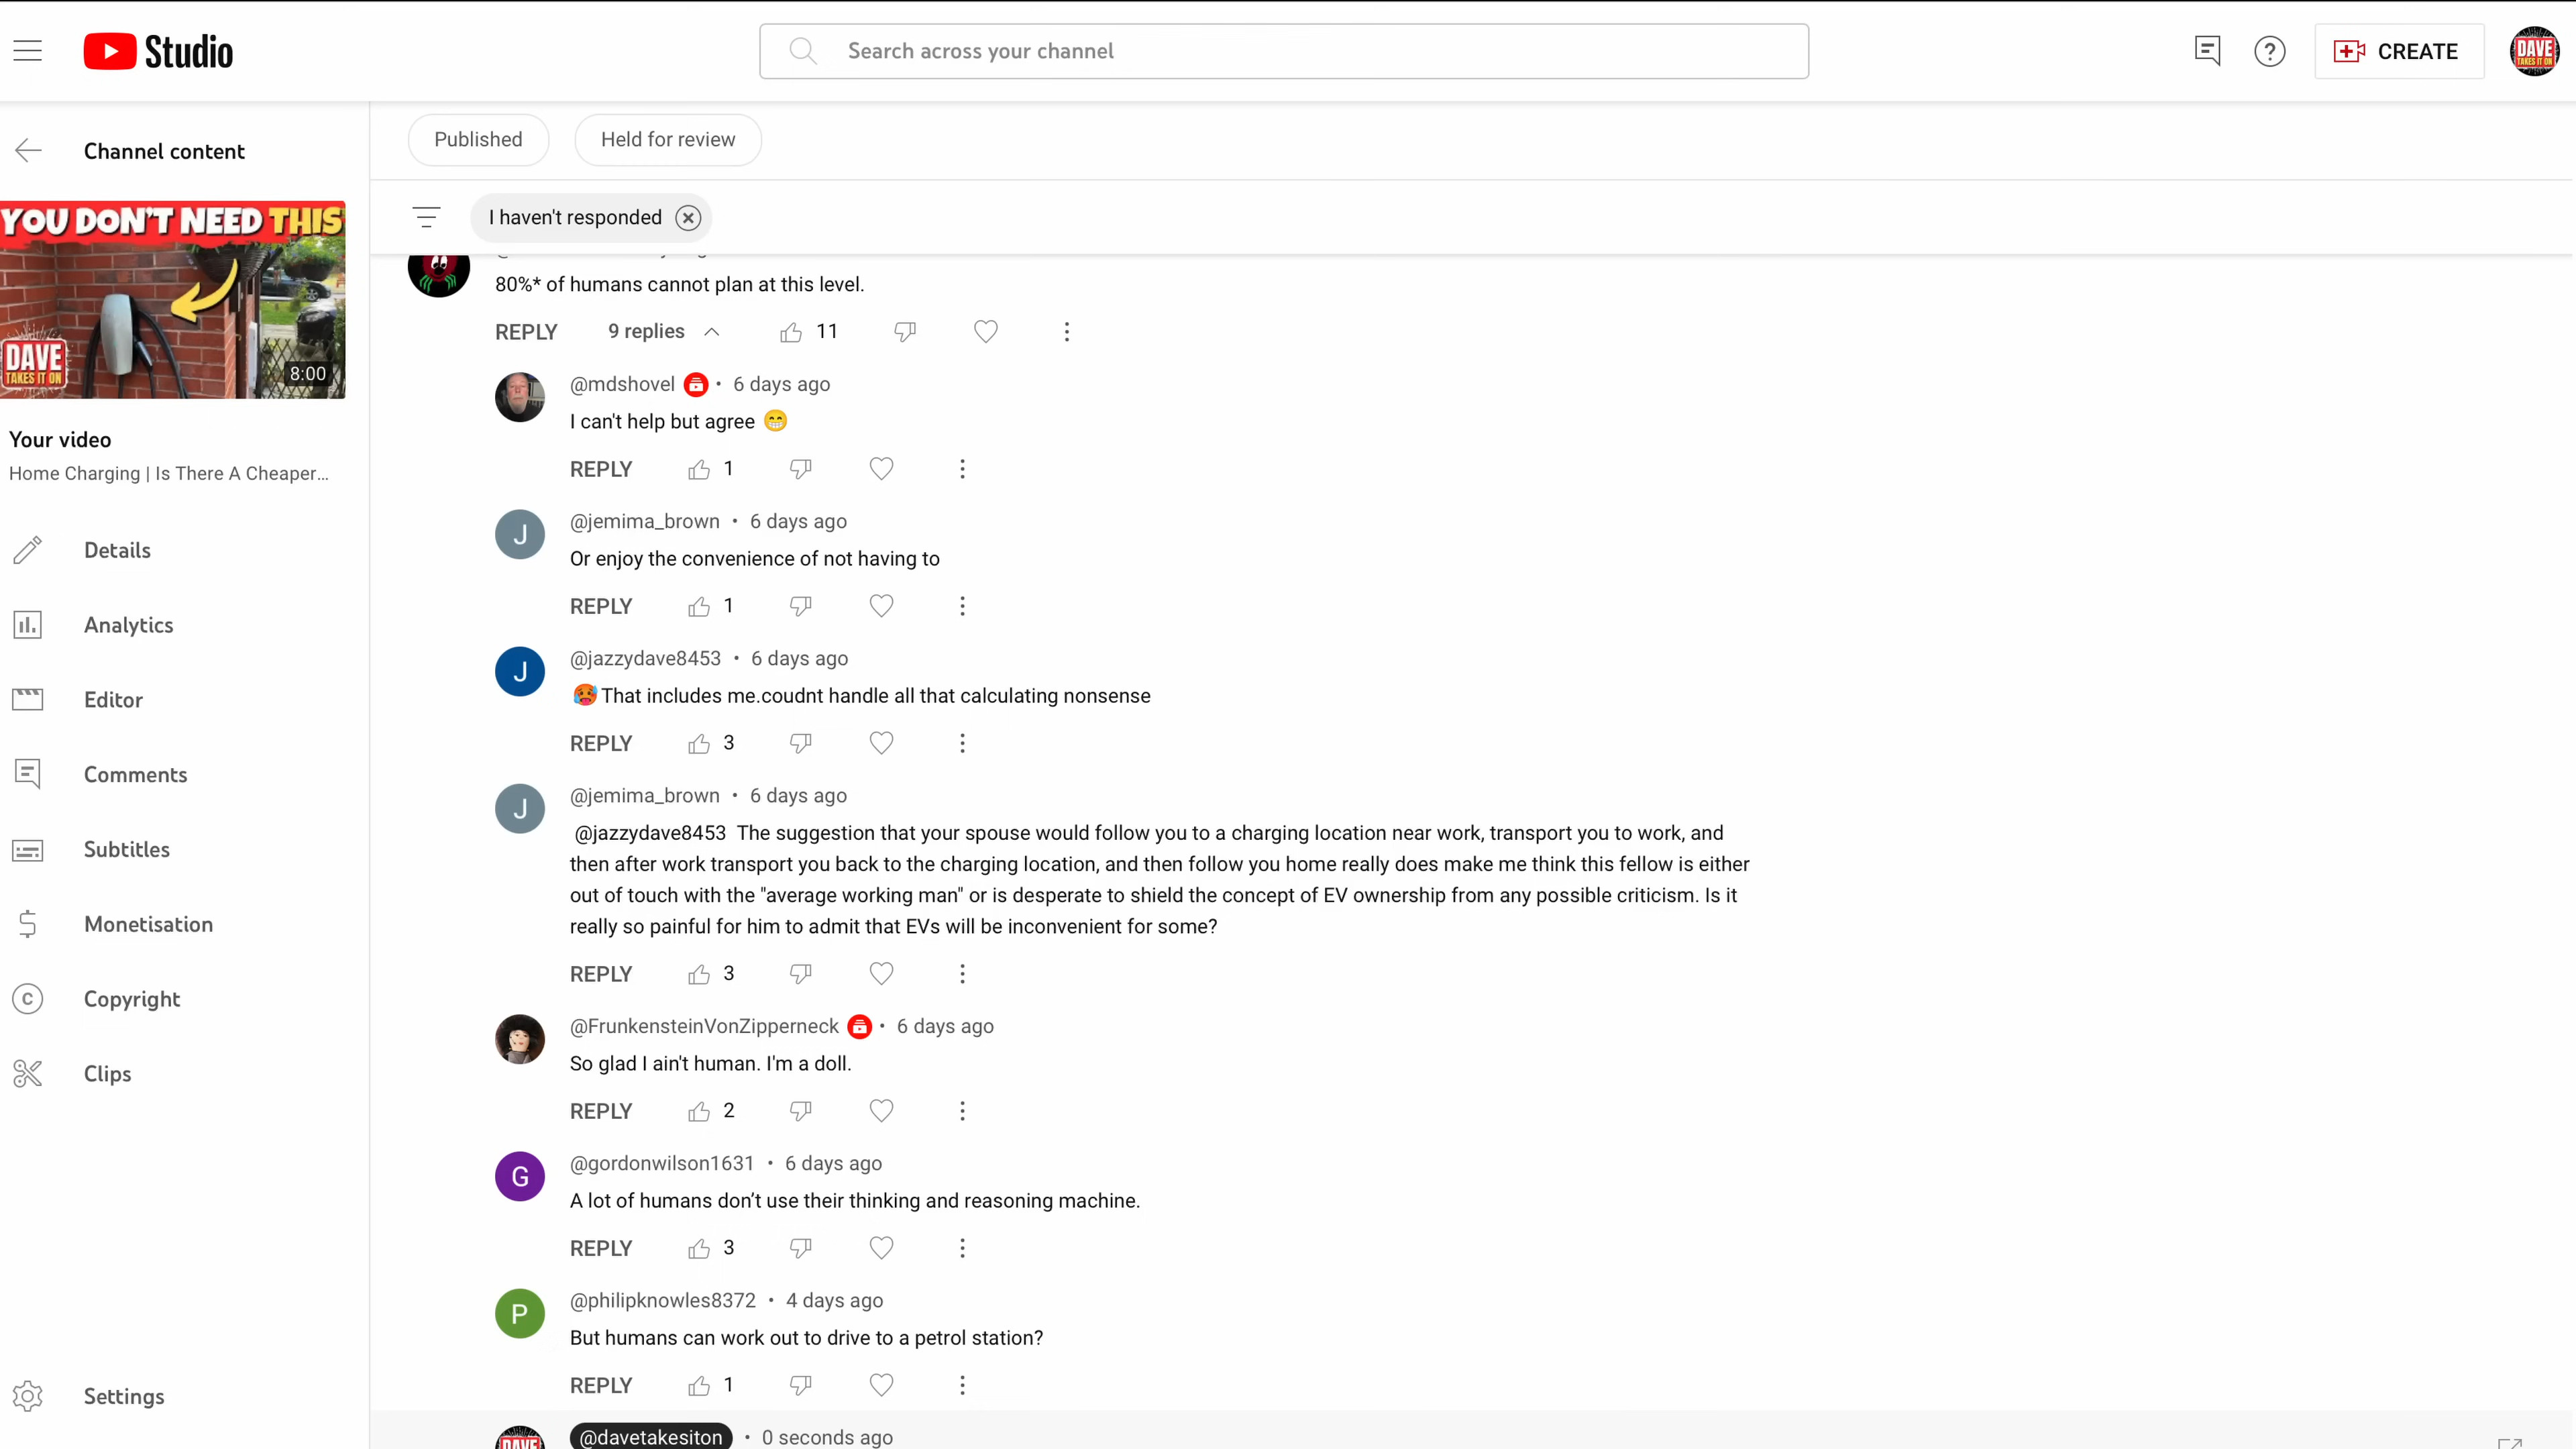 Studio
Search across your channel
CREATE
DAVE
TAKES IT ON
Channel content
Published
Held for review
I haven't responded
YOU DON'T NEED THIS
DAVE
TAKES IT ON
8:00
Your video
Home Charging | Is There A Cheaper...
Details
Analytics
Editor
Comments
Subtitles
Monetisation
Copyright
Clips
Settings
80%* of humans cannot plan at this level.
REPLY 9 replies 11
@mdshovel • 6 days ago
I can't help but agree 😁
REPLY 1
@jemima_brown • 6 days ago
Or enjoy the convenience of not having to
REPLY 1
@jazzydave8453 • 6 days ago
🥵That includes me.coudnt handle all that calculating nonsense
REPLY 3
@jemima_brown • 6 days ago
@jazzydave8453 The suggestion that your spouse would follow you to a charging location near work, transport you to work, and
then after work transport you back to the charging location, and then follow you home really does make me think this fellow is either
out of touch with the "average working man" or is desperate to shield the concept of EV ownership from any possible criticism. Is it
really so painful for him to admit that EVs will be inconvenient for some?
REPLY 3
@FrunkensteinVonZipperneck • 6 days ago
So glad I ain't human. I'm a doll.
REPLY 2
@gordonwilson1631 • 6 days ago
A lot of humans don’t use their thinking and reasoning machine.
REPLY 3
@philipknowles8372 • 4 days ago
But humans can work out to drive to a petrol station?
REPLY 1
@davetakesiton • 0 seconds ago